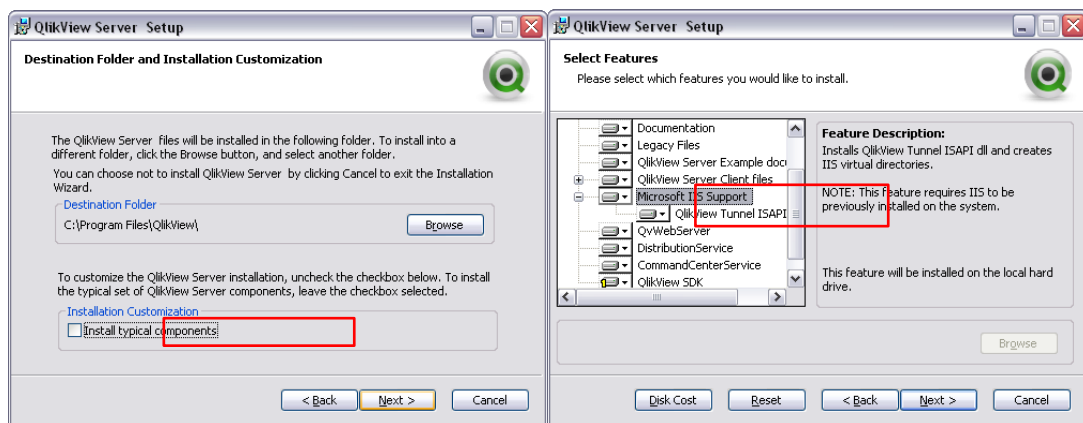 QlikView Server Setup
Destination Folder and Installation Customization
The QlikView Server files will be installed in the following folder. To install into a
different folder, click the Browse button, and select another folder.
You can choose not to install QlikView Server by clicking Cancel to exit the Installation
Wizard.
Destination Folder
C:\Program Files\QlikView\
Browse
To customize the QlikView Server installation, uncheck the checkbox below. To install
the typical set of QlikView Server components, leave the checkbox selected.
Installation Customization
Install typical components
< Back
Next >
Cancel
QlikView Server Setup
Select Features
Please select which features you would like to install.
Documentation
Legacy Files
QlikView Server Example docu
QlikView Server Client files
Microsoft IIS Support
QlikView Tunnel ISAPI
QvWebServer
DistributionService
CommandCenterService
QlikView SDK
Feature Description:
Installs QlikView Tunnel ISAPI dll and creates
IIS virtual directories.
NOTE: This feature requires IIS to be
previously installed on the system.
This feature will be installed on the local hard
drive.
Browse
Disk Cost
Reset
< Back
Next >
Cancel